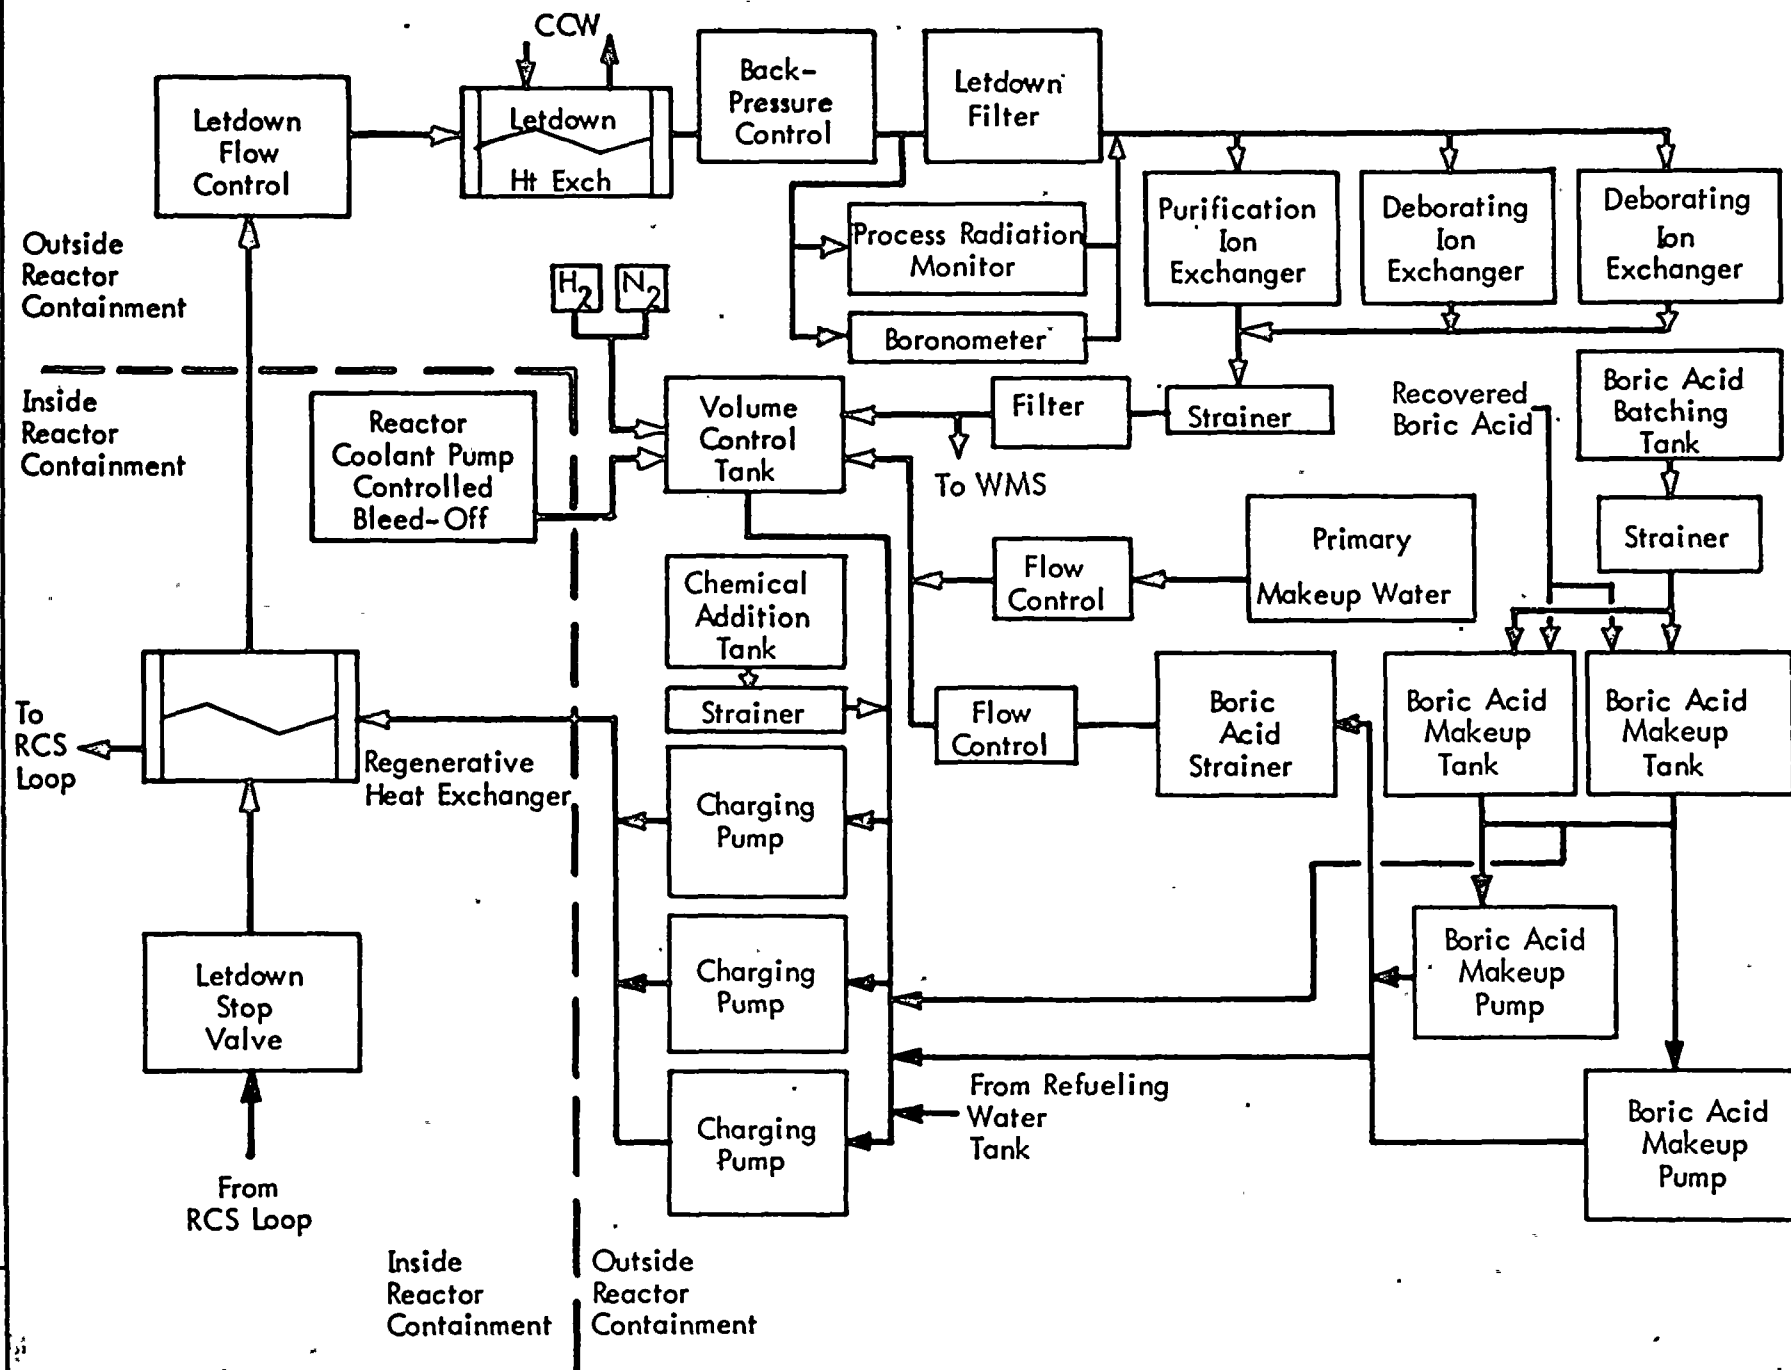 CCW
Letdown
Flow
Control
Letdown
Ht Exch
Back-
Pressure
Control
Letdown
Filter
Process Radiation
Monitor
Boronometer
Purification
Ion
Exchanger
Deborating
Ion
Exchanger
Deborating
Ion
Exchanger
Outside
Reactor
Containment
Inside
Reactor
Containment
H2
N2
Reactor
Coolant Pump
Controlled
Bleed-Off
Volume
Control
Tank
Filter
Strainer
To WMS
Recovered
Boric Acid
Boric Acid
Batching
Tank
Strainer
Chemical
Addition
Tank
Strainer
Flow
Control
Primary
Makeup Water
Flow
Control
Boric
Acid
Strainer
Boric Acid
Makeup
Tank
Boric Acid
Makeup
Tank
To
RCS
Loop
Regenerative
Heat Exchanger
Charging
Pump
Charging
Pump
Charging
Pump
Boric Acid
Makeup
Pump
Boric Acid
Makeup
Pump
Letdown
Stop
Valve
From Refueling
Water
Tank
From
RCS Loop
Inside
Reactor
Containment
Outside
Reactor
Containment